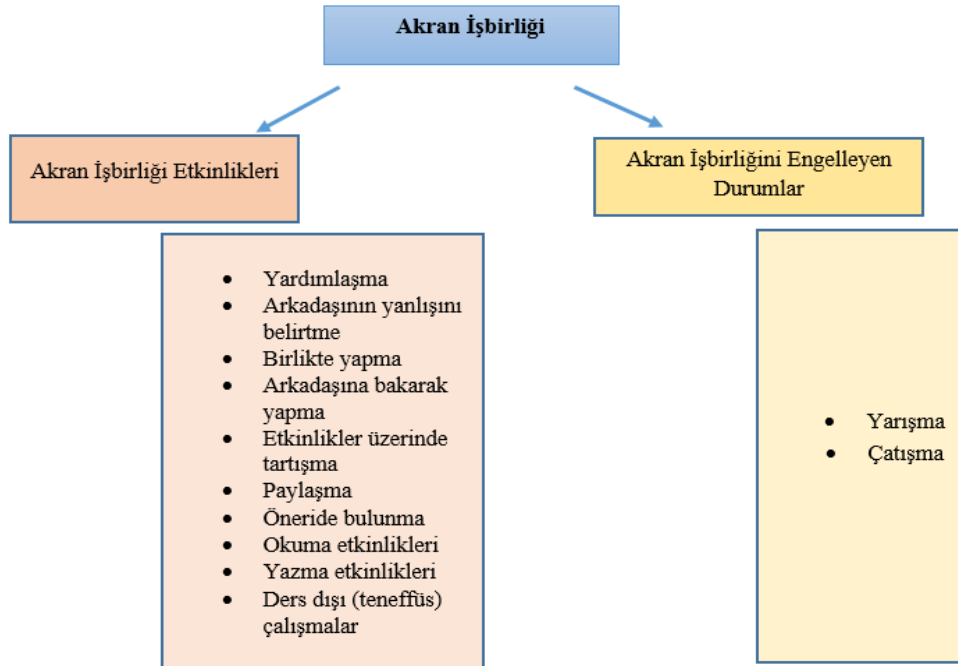 Akran İşbirliği
Akran İşbirliği Etkinlikleri
Akran İşbirliğini Engelleyen
Durumlar
• Yardımlaşma
• Arkadaşının yanlışını
belirtme
• Birlikte yapma
• Arkadaşına bakarak
yapma
• Etkinlikler üzerinde
tartışma
• Paylaşma
• Öneride bulunma
• Okuma etkinlikleri
• Yazma etkinlikleri
• Ders dışı (teneffüs)
çalışmalar
• Yarışma
• Çatışma